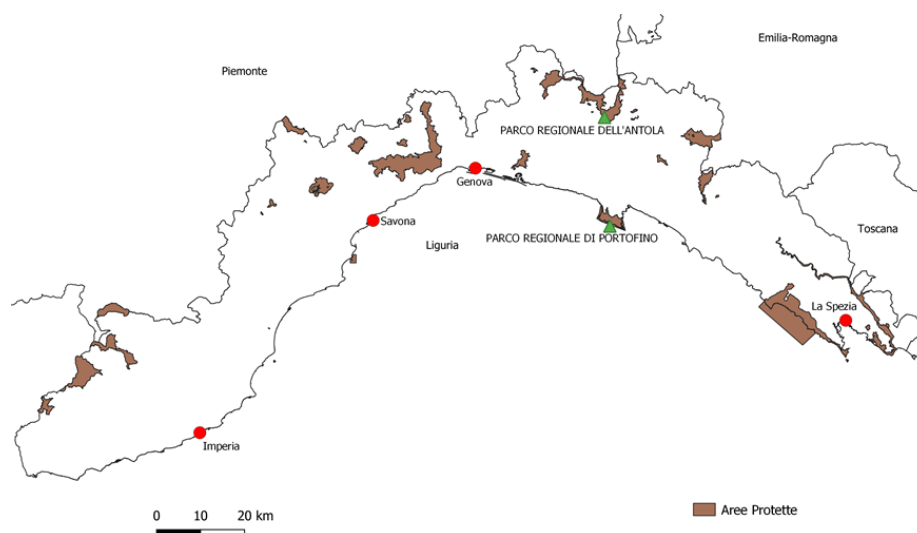 Emilia-Romagna
Piemonte
PARCO REGIONALE DELL'ANTOLA
Genova
Savona
Toscana
PARCO REGIONALE DI PORTOFINO
Liguria
La Spezia
Imperia
0 10 20 km
Aree Protette